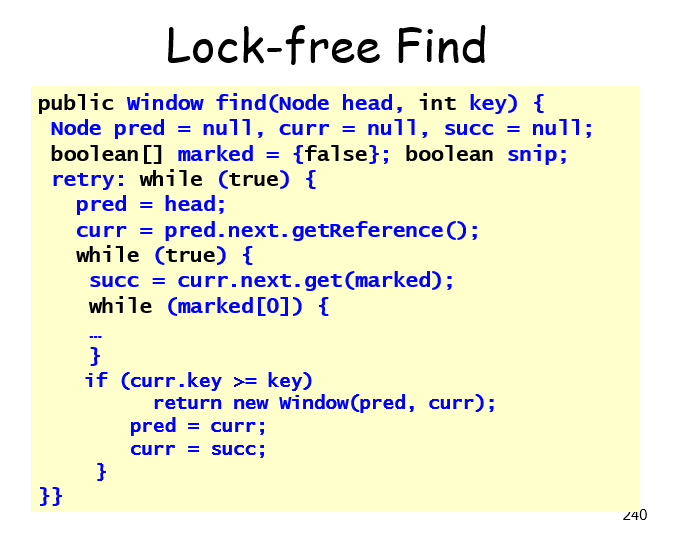 Lock-free Find
public Window find(Node head, int key) {
Node pred = null, curr = null, succ = null;
boolean[] marked = {false}; boolean snip;
retry: while (true) {
pred = head;
curr = pred.next.getReference();
while (true) {
succ = curr.next.get(marked);
while (marked[0]) {
…
}
if (curr.key >= key)
return new Window(pred, curr);
pred = curr;
curr = succ;
}
}}
240